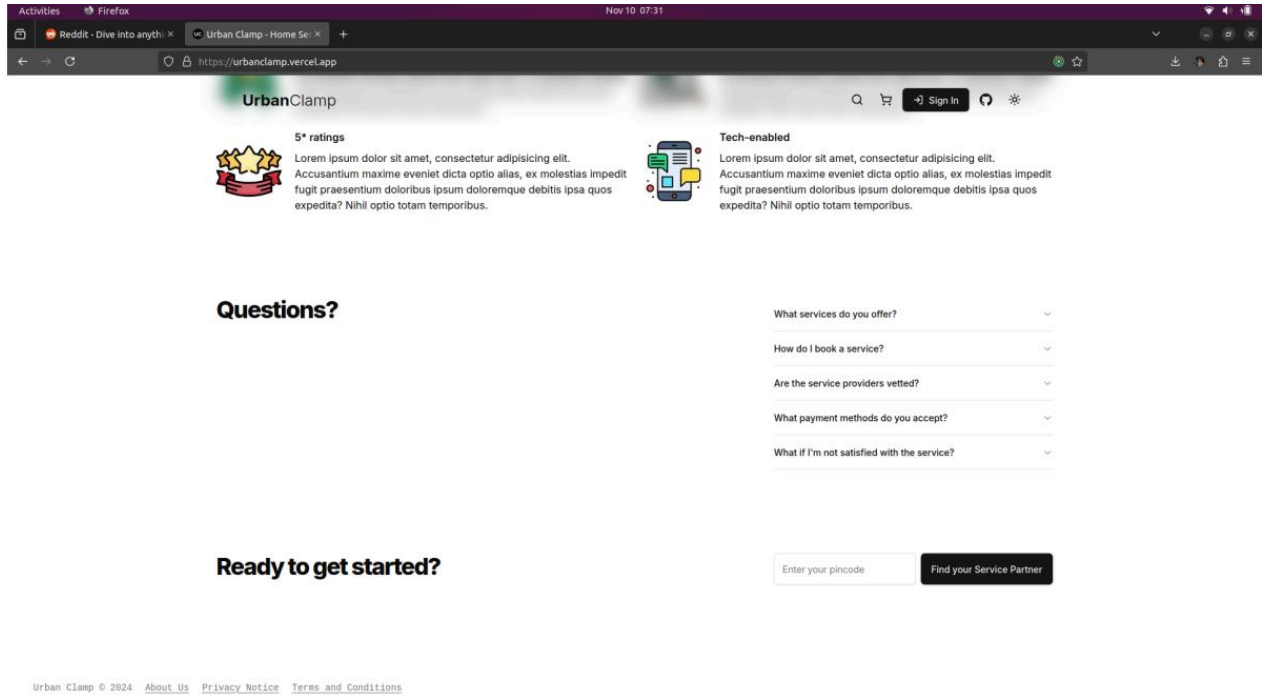 Activities Firefox Nov 10 07:31
Reddit - Dive into anythi Urban Clamp - Home Ser
https://urbanclamp.vercel.app
UrbanClamp Sign In
5* ratings
Lorem ipsum dolor sit amet, consectetur adipisicing elit.
Accusantium maxime eveniet dicta optio alias, ex molestias impedit
fugit praesentium doloribus ipsum doloremque debitis ipsa quos
expedita? Nihil optio totam temporibus.
Tech-enabled
Lorem ipsum dolor sit amet, consectetur adipisicing elit.
Accusantium maxime eveniet dicta optio alias, ex molestias impedit
fugit praesentium doloribus ipsum doloremque debitis ipsa quos
expedita? Nihil optio totam temporibus.
Questions?
What services do you offer?
How do I book a service?
Are the service providers vetted?
What payment methods do you accept?
What if I'm not satisfied with the service?
Ready to get started?
Enter your pincode Find your Service Partner
Urban Clamp © 2024 About Us Privacy Notice Terms and Conditions